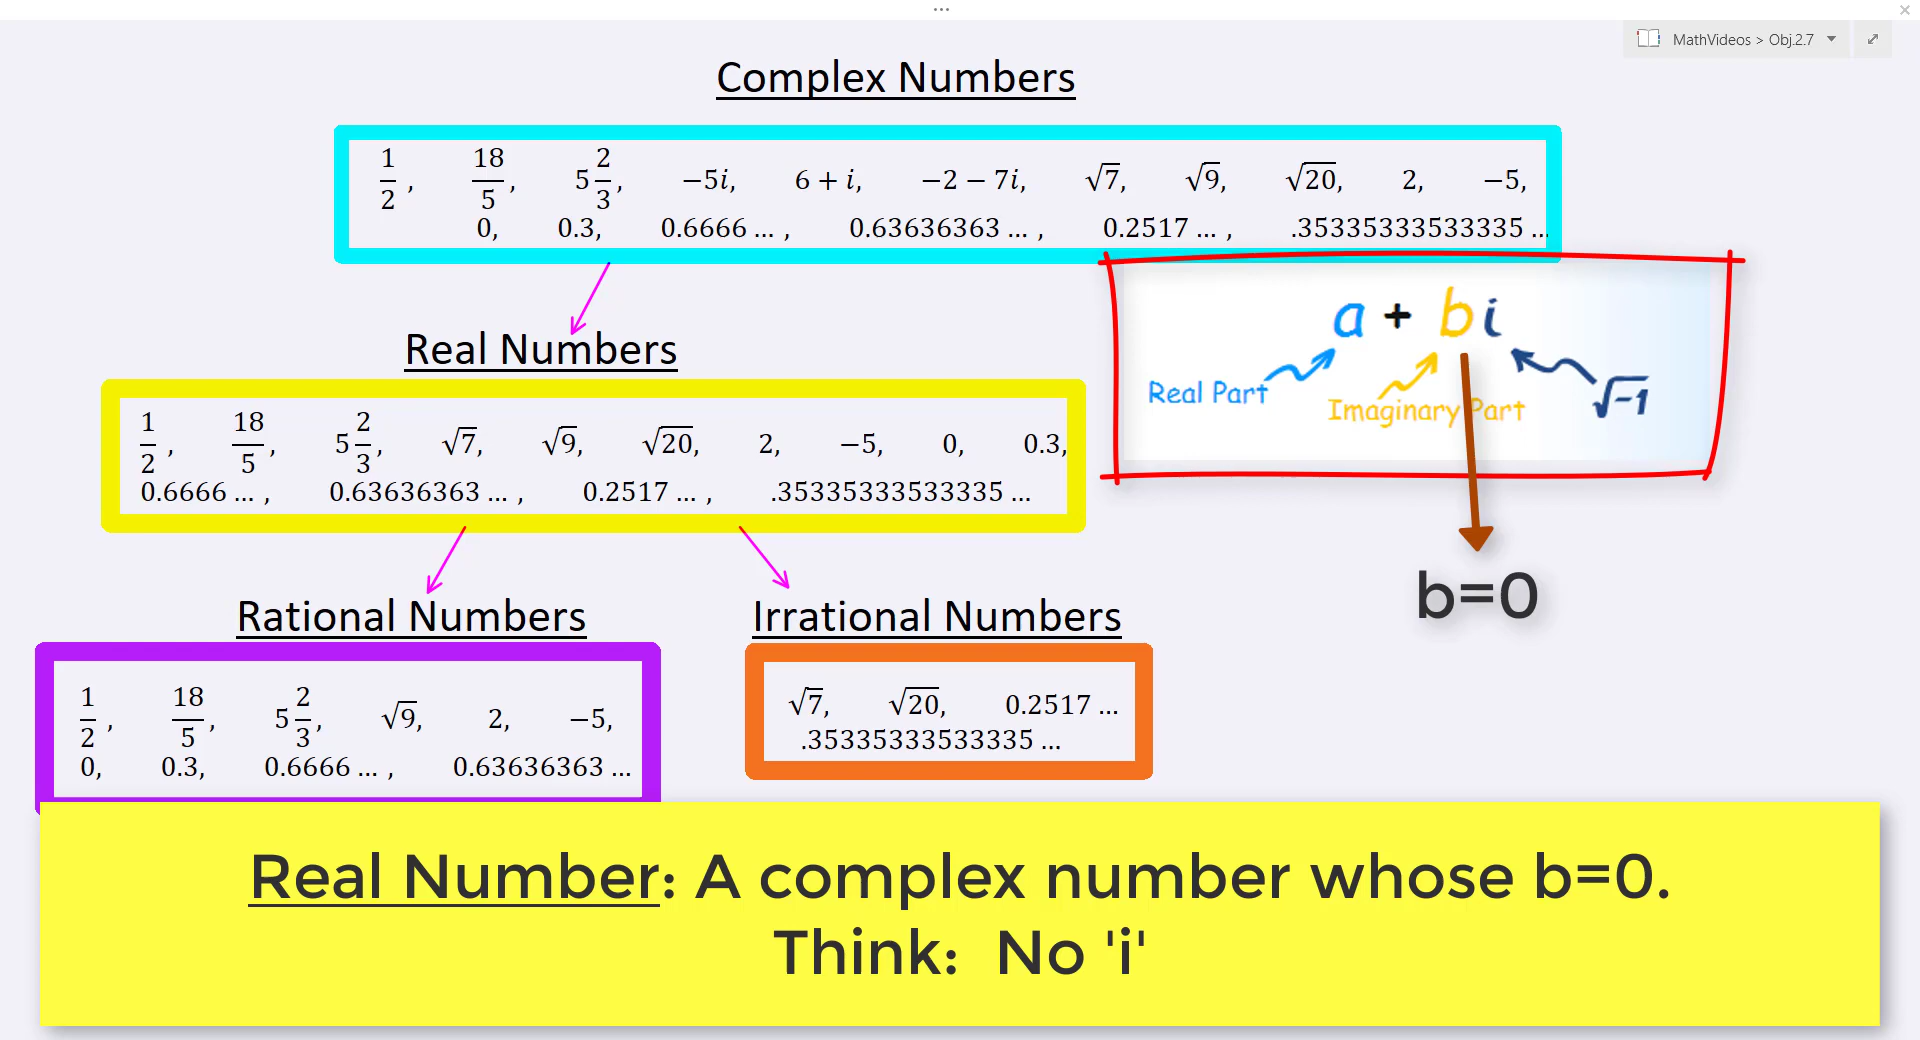 MathVideos > Obj.2.7
Complex Numbers
1/2 , 18/5, 5 2/3, −5i, 6 + i, −2 − 7i, √7, √9, √20, 2, −5,
0, 0.3, 0.6666 … , 0.63636363 … , 0.2517 … , .35335333533335 …
a + bi
Real Part
Imaginary Part
√-1
b=0
Real Numbers
1/2 , 18/5, 5 2/3, √7, √9, √20, 2, −5, 0, 0.3,
0.6666 … , 0.63636363 … , 0.2517 … , .35335333533335 …
Rational Numbers
1/2 , 18/5, 5 2/3, √9, 2, −5,
0, 0.3, 0.6666 … , 0.63636363 …
Irrational Numbers
√7, √20, 0.2517 …
.35335333533335 …
Real Number: A complex number whose b=0.
Think: No 'i'